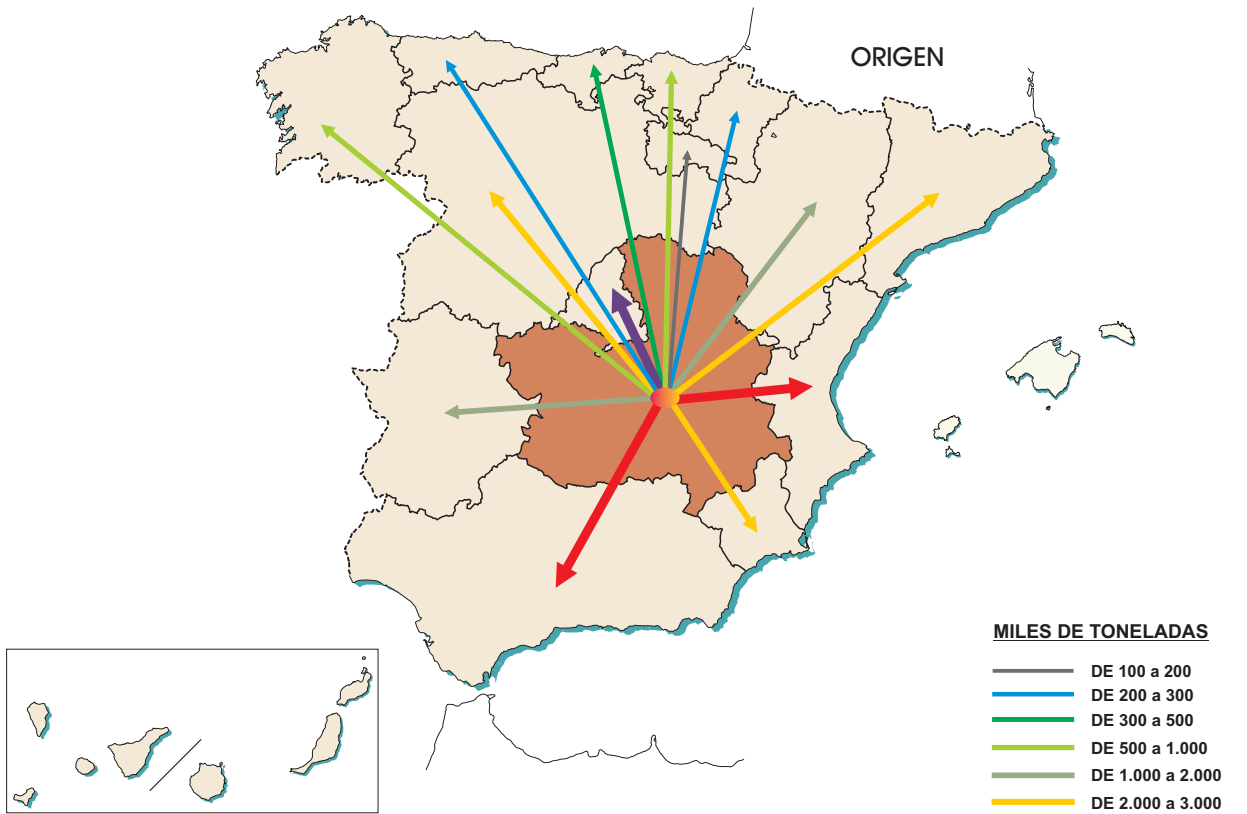 ORIGEN
MILES DE TONELADAS
DE 100 a 200
DE 200 a 300
DE 300 a 500
DE 500 a 1.000
DE 1.000 a 2.000
DE 2.000 a 3.000